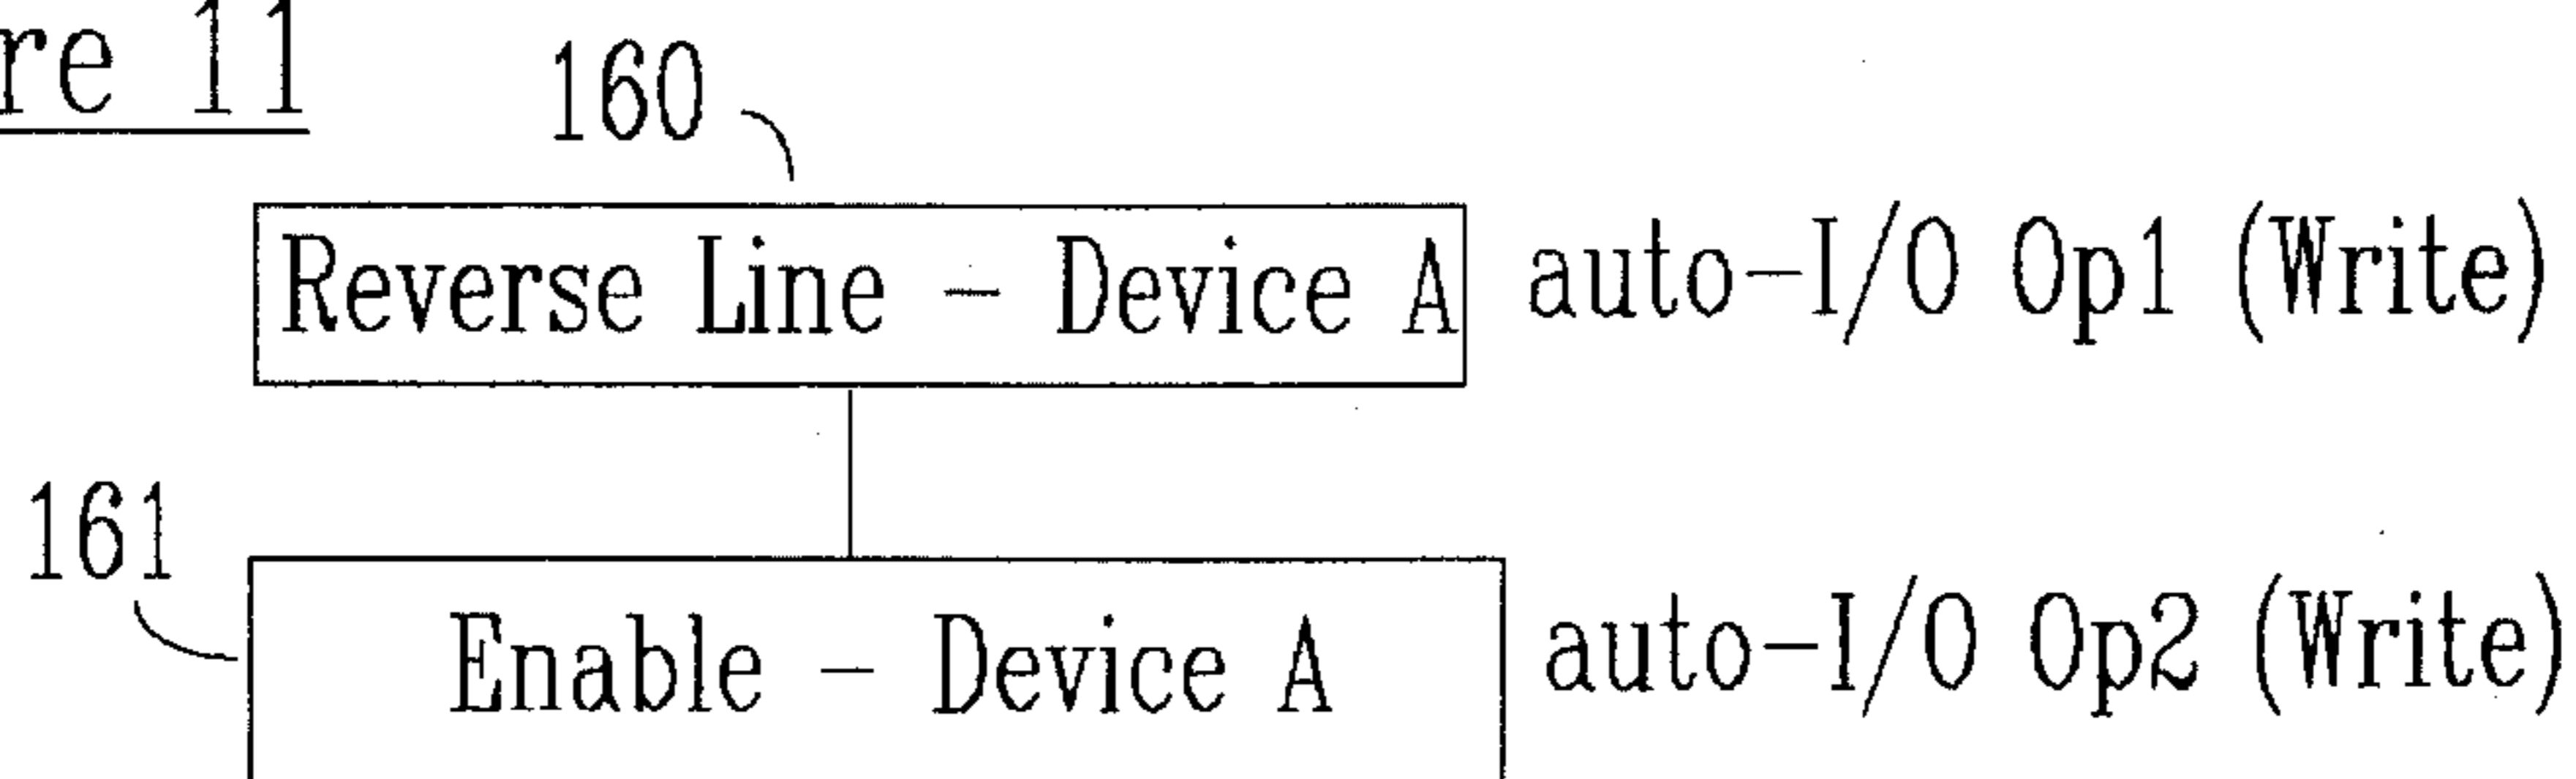 re 11
160
Reverse Line - Device A auto-I/O Op1 (Write)
161
Enable - Device A auto-I/O Op2 (Write)